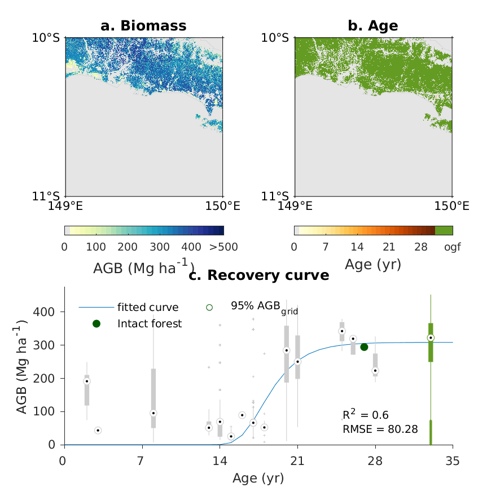 a. Biomass
b. Age
10°S
10°S
11°S
11°S
149°E
150°E
149°E
150°E
0 100 200 300 400 >500
AGB (Mg ha⁻¹)
0 7 14 21 28 ogf
Age (yr)
c. Recovery curve
fitted curve
95% AGBgrid
Intact forest
400
300
200
100
0
AGB (Mg ha⁻¹)
R² = 0.6
RMSE = 80.28
0 7 14 21 28 35
Age (yr)